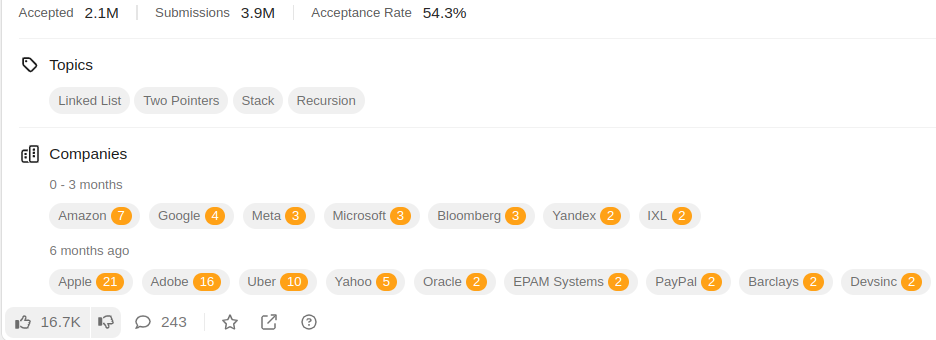 Accepted 2.1M Submissions 3.9M Acceptance Rate 54.3%
Topics
Linked List Two Pointers Stack Recursion
Companies
0 - 3 months
Amazon 7 Google 4 Meta 3 Microsoft 3 Bloomberg 3 Yandex 2 IXL 2
6 months ago
Apple 21 Adobe 16 Uber 10 Yahoo 5 Oracle 2 EPAM Systems 2 PayPal 2 Barclays 2 Devsinc 2
16.7K 243